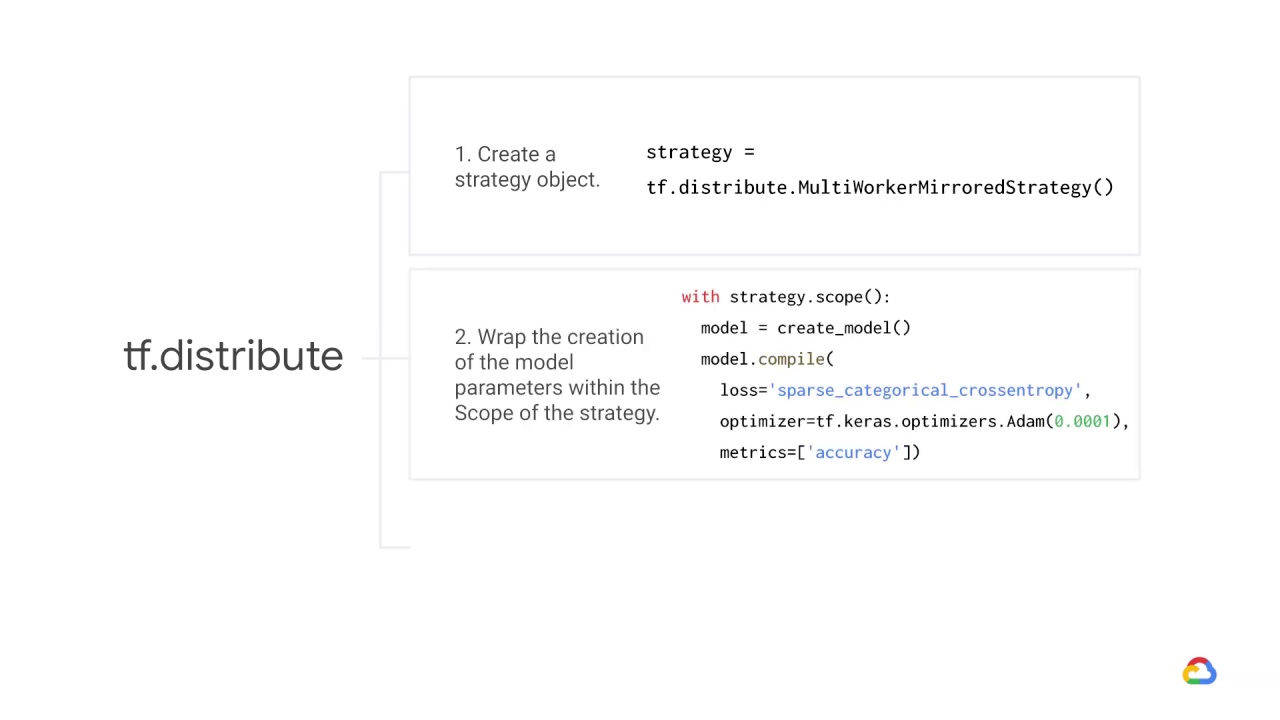 tf.distribute
1. Create a
strategy object.
strategy =
tf.distribute.MultiWorkerMirroredStrategy()
2. Wrap the creation
of the model
parameters within the
Scope of the strategy.
with strategy.scope():
model = create_model()
model.compile(
loss='sparse_categorical_crossentropy',
optimizer=tf.keras.optimizers.Adam(0.0001),
metrics=['accuracy'])